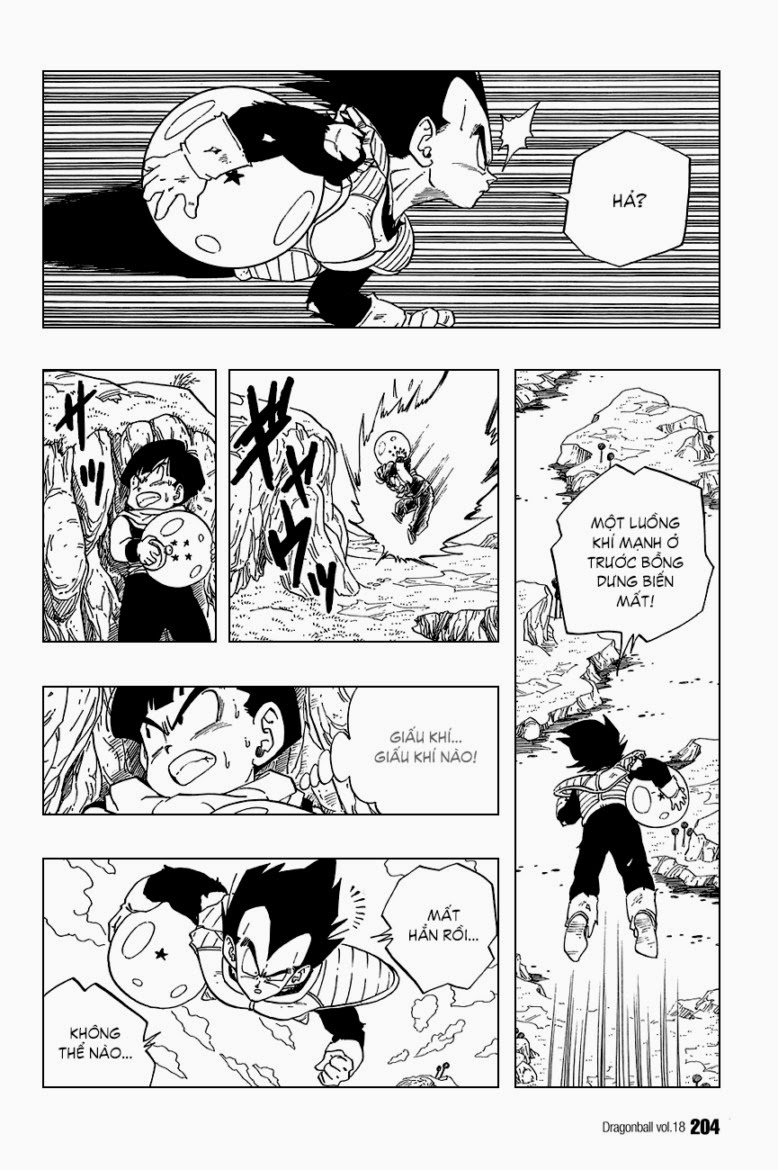 HẢ?
MỘT LUỒNG
KHÍ MẠNH Ở
TRƯỚC BỖNG
DƯNG BIẾN
MẤT!
GIẤU KHÍ...
GIẤU KHÍ NÀO!
MẤT
HẲN RỒI...
KHÔNG
THỂ NÀO...
Dragonball vol.18 204